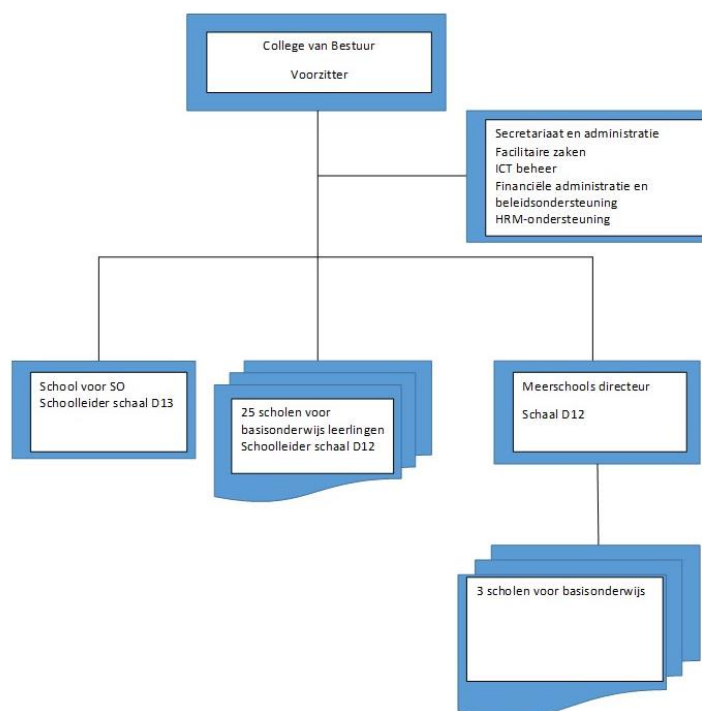 College van Bestuur
Voorzitter
Secretariaat en administratie
Facilitaire zaken
ICT beheer
Financiële administratie en
beleidsondersteuning
HRM-ondersteuning
School voor SO
Schoolleider schaal D13
25 scholen voor
basisonderwijs leerlingen
Schoolleider schaal D12
Meerschools directeur
Schaal D12
3 scholen voor basisonderwijs